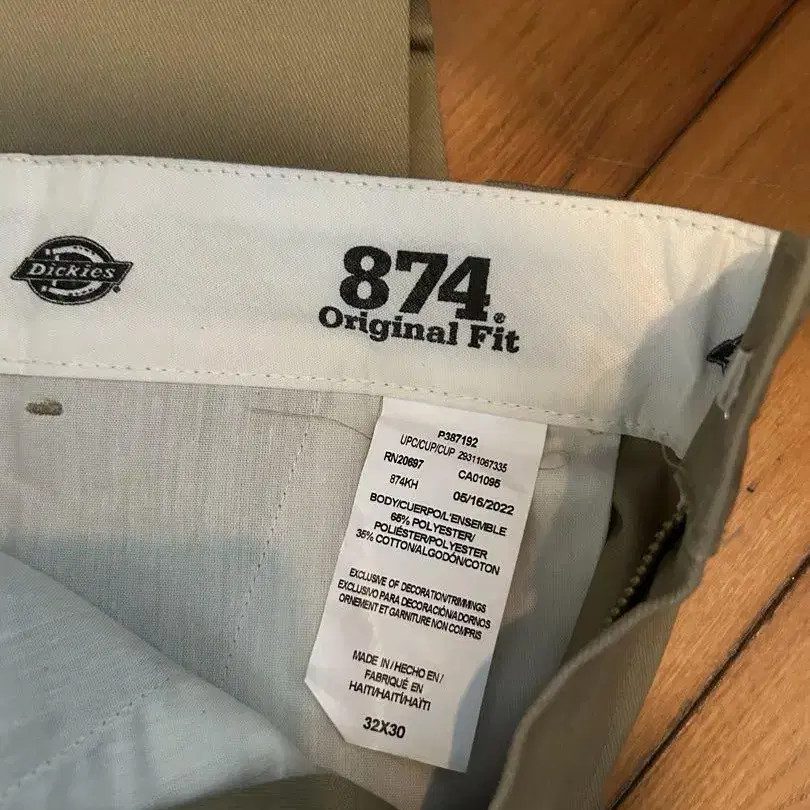 Dickies
874®
Original Fit
P387192
UPC/CUP/CUP 29311067335
RN20697 CA01095
874KH 05/16/2022
BODY/CUERPO/L'ENSEMBLE
65% POLYESTER/
POLIÉSTER/POLYESTER
35% COTTON/ALGODÓN/COTON
EXCLUSIVE OF DECORATION/TRIMMINGS
EXCLUSIVO PARA DECORACIÓN/ADORNOS
ORNEMENT ET GARNITURE NON COMPRIS
MADE IN / HECHO EN /
FABRIQUÉ EN
HAITI/HAITÍ/HAÏTI
32X30